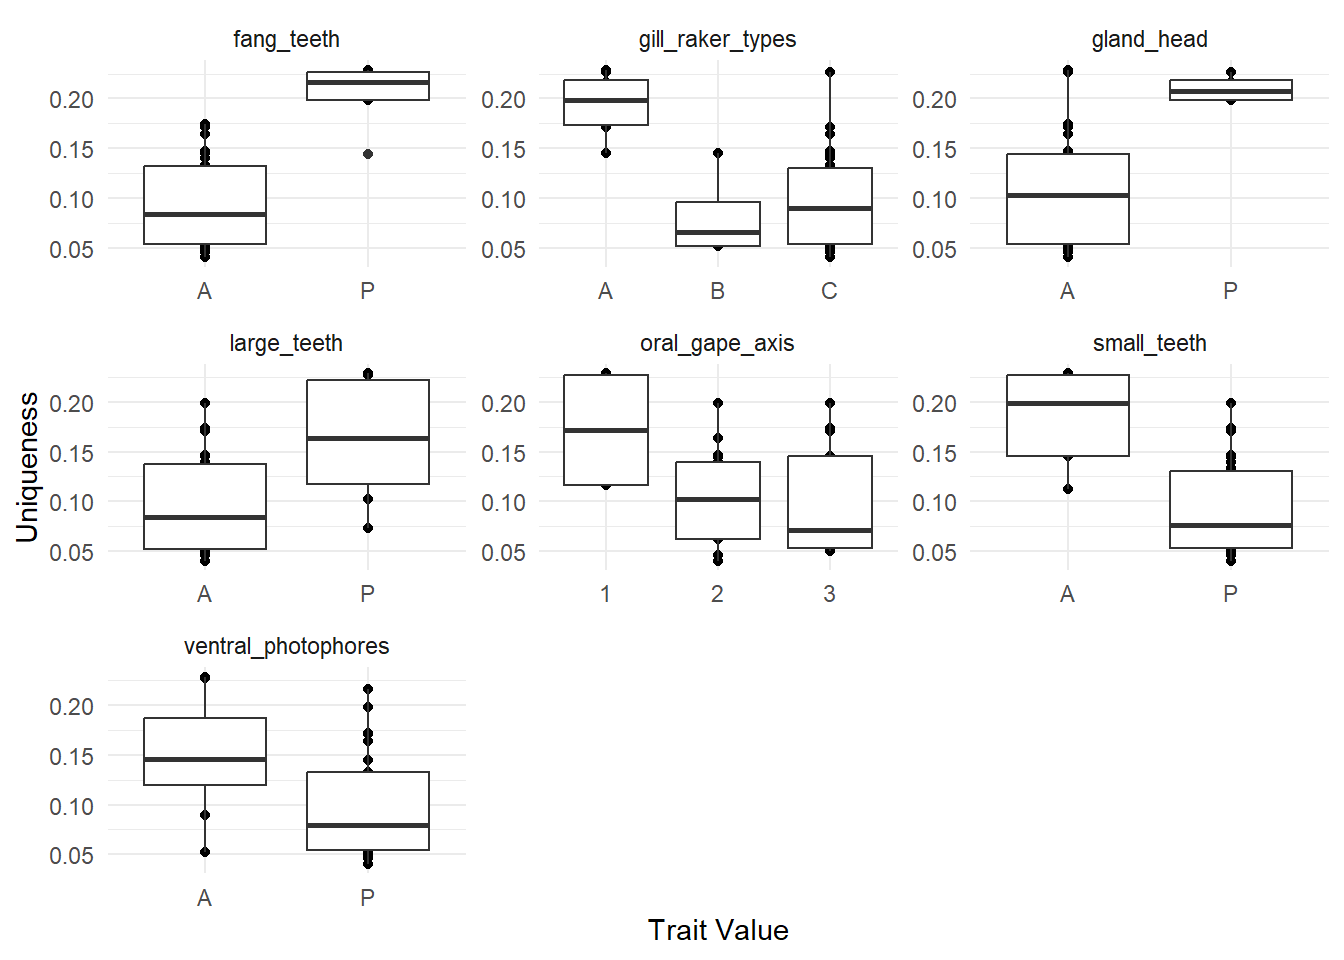 fang_teeth gill_raker_types gland_head
0.20 0.20 0.20
0.15 0.15 0.15
0.10 0.10 0.10
0.05 0.05 0.05
A P A B C A P
large_teeth oral_gape_axis small_teeth
0.20 0.20 0.20
0.15 0.15 0.15
0.10 0.10 0.10
0.05 0.05 0.05
A P 1 2 3 A P
Uniqueness
ventral_photophores
0.20
0.15
0.10
0.05
A P
Trait Value